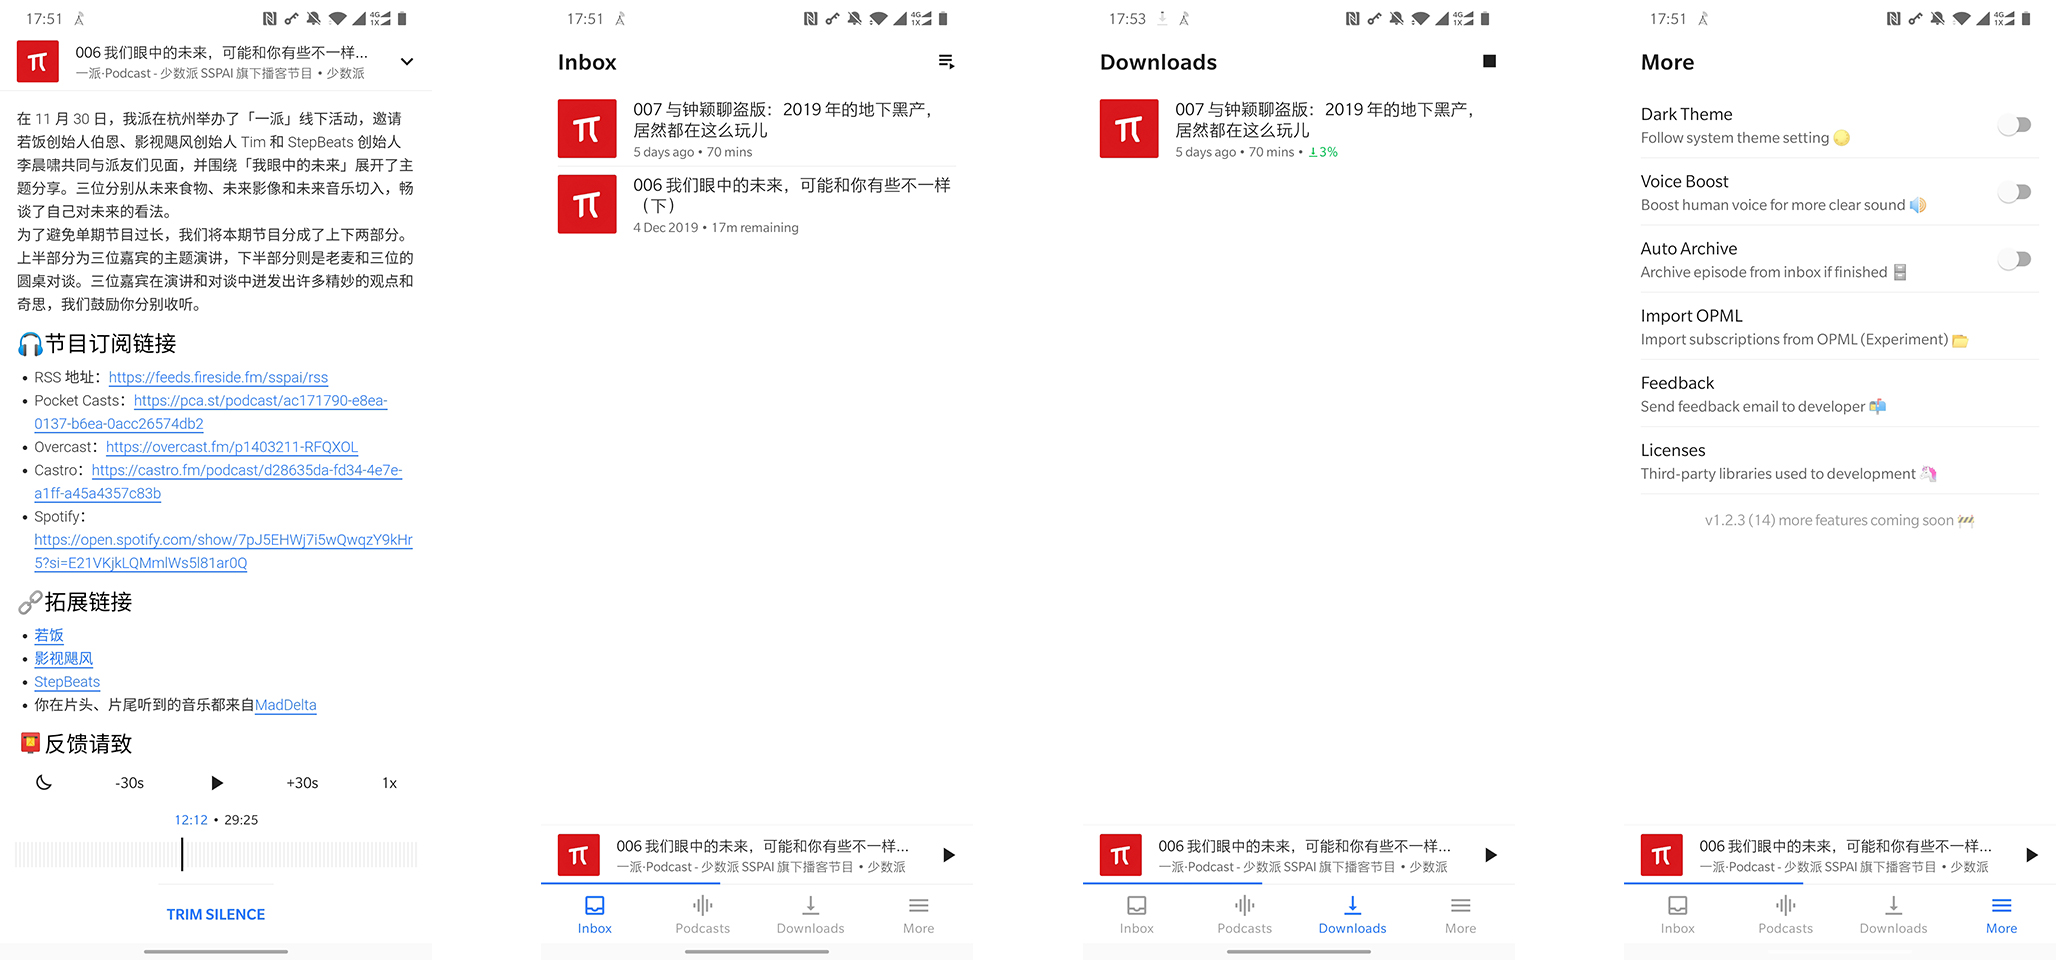 17:51
4G
1X
006 我们眼中的未来，可能和你有些不一样...
一派·Podcast - 少数派 SSPAI 旗下播客节目 • 少数派
在 11 月 30 日，我派在杭州举办了「一派」线下活动，邀请
若饭创始人伯恩、影视飓风创始人 Tim 和 StepBeats 创始人
李晨啸共同与派友们见面，并围绕「我眼中的未来」展开了主
题分享。三位分别从未来食物、未来影像和未来音乐切入，畅
谈了自己对未来的看法。
为了避免单期节目过长，我们将本期节目分成了上下两部分。
上半部分为三位嘉宾的主题演讲，下半部分则是老麦和三位的
圆桌对谈。三位嘉宾在演讲和对谈中迸发出许多精妙的观点和
奇思，我们鼓励你分别收听。
节目订阅链接
• RSS 地址：https://feeds.fireside.fm/sspai/rss
• Pocket Casts：https://pca.st/podcast/ac171790-e8ea-
0137-b6ea-0acc26574db2
• Overcast：https://overcast.fm/p1403211-RFQXOL
• Castro：https://castro.fm/podcast/d28635da-fd34-4e7e-
a1ff-a45a4357c83b
• Spotify：
https://open.spotify.com/show/7pJ5EHWj7i5wQwqzY9kHr
5?si=E21VKjkLQMmlWs5l81ar0Q
拓展链接
• 若饭
• 影视飓风
• StepBeats
• 你在片头、片尾听到的音乐都来自MadDelta
反馈请致
-30s
+30s
1x
12:12 • 29:25
TRIM SILENCE
17:51
4G
1X
Inbox
007 与钟颖聊盗版：2019 年的地下黑产，
居然都在这么玩儿
5 days ago • 70 mins
006 我们眼中的未来，可能和你有些不一样
（下）
4 Dec 2019 • 17m remaining
006 我们眼中的未来，可能和你有些不一样...
一派·Podcast - 少数派 SSPAI 旗下播客节目 • 少数派
Inbox
Podcasts
Downloads
More
17:53
4G
1X
Downloads
007 与钟颖聊盗版：2019 年的地下黑产，
居然都在这么玩儿
5 days ago • 70 mins • 3%
006 我们眼中的未来，可能和你有些不一样...
一派·Podcast - 少数派 SSPAI 旗下播客节目 • 少数派
Inbox
Podcasts
Downloads
More
17:51
4G
1X
More
Dark Theme
Follow system theme setting
Voice Boost
Boost human voice for more clear sound
Auto Archive
Archive episode from inbox if finished
Import OPML
Import subscriptions from OPML (Experiment)
Feedback
Send feedback email to developer
Licenses
Third-party libraries used to development
v1.2.3 (14) more features coming soon
006 我们眼中的未来，可能和你有些不一样...
一派·Podcast - 少数派 SSPAI 旗下播客节目 • 少数派
Inbox
Podcasts
Downloads
More